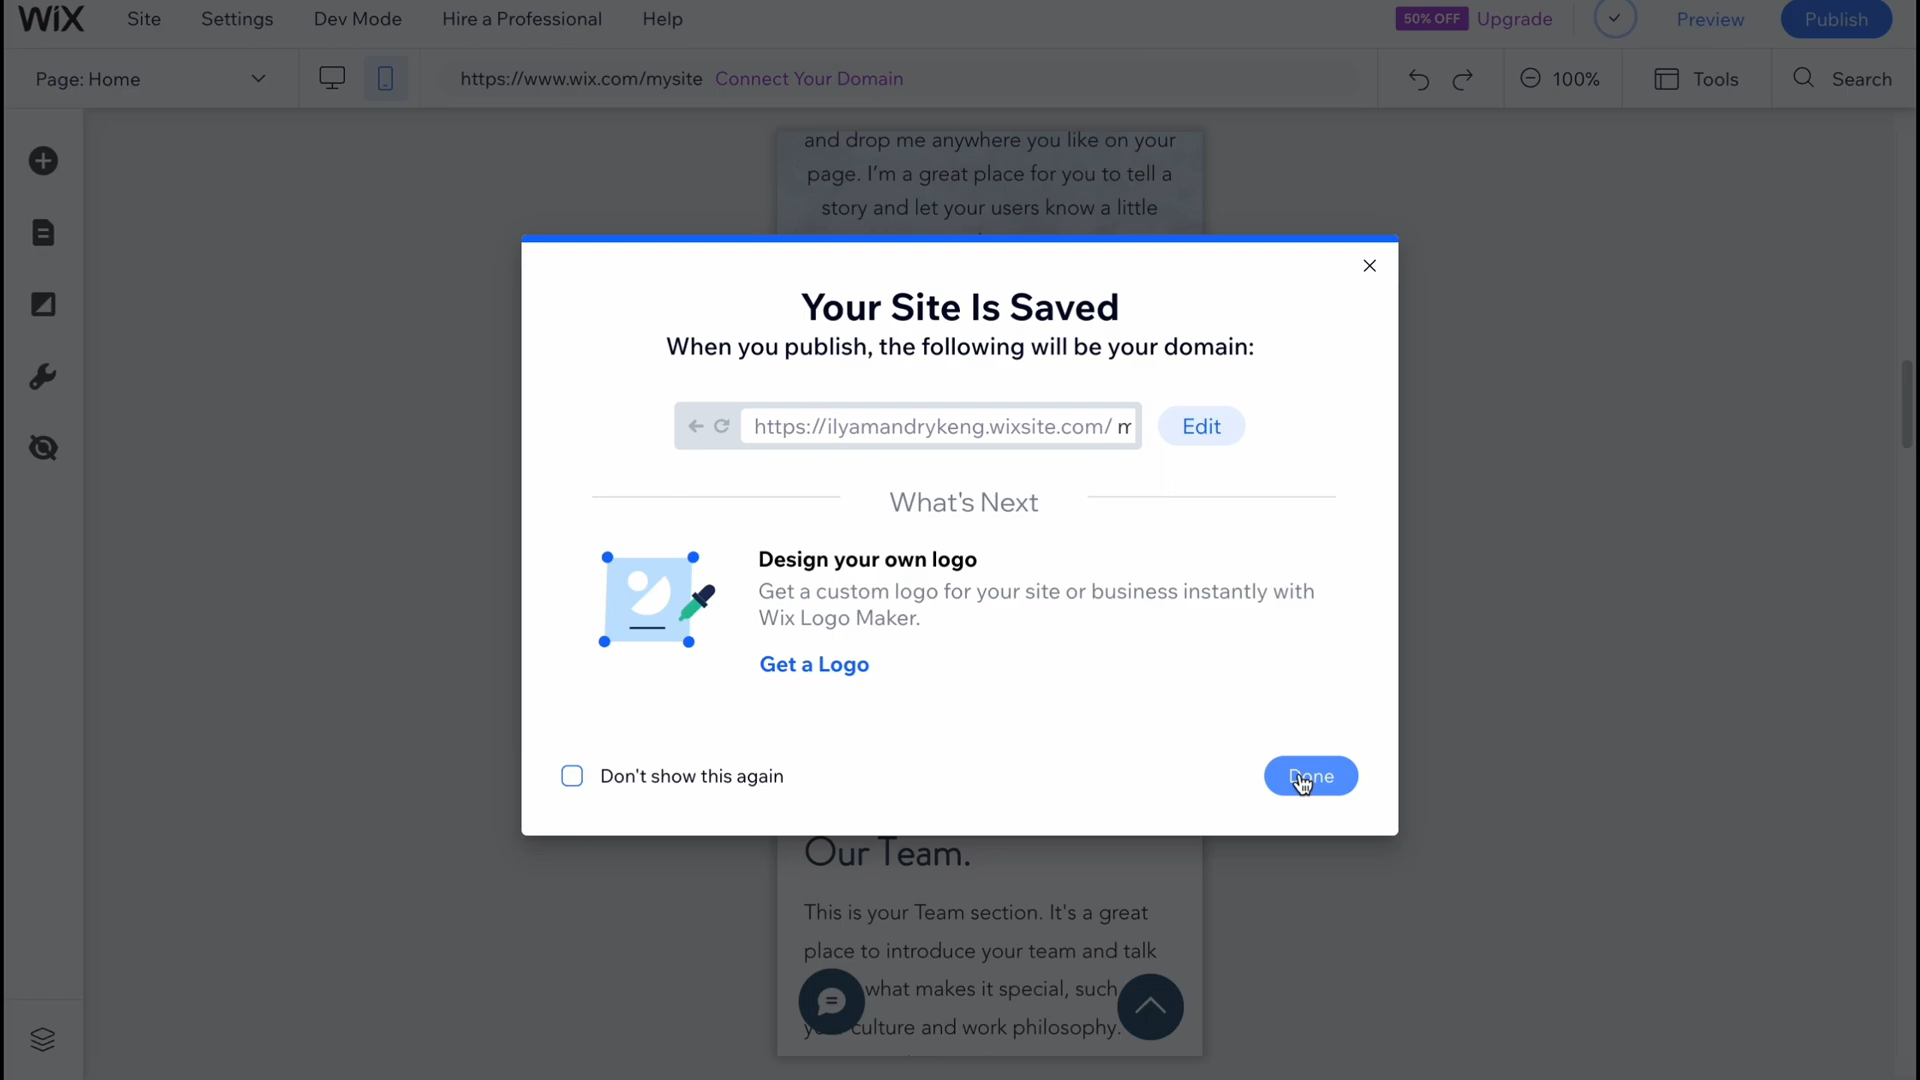 WiX Site Settings Dev Mode Hire a Professional Help 50% OFF Upgrade Preview Publish
Page: Home https://www.wix.com/mysite Connect Your Domain 100% Tools Search
and drop me anywhere you like on your
page. I'm a great place for you to tell a
story and let your users know a little
Your Site Is Saved
When you publish, the following will be your domain:
https://ilyamandrykeng.wixsite.com/ m Edit
What's Next
Design your own logo
Get a custom logo for your site or business instantly with
Wix Logo Maker.
Get a Logo
Don't show this again Done
Our Team.
This is your Team section. It's a great
place to introduce your team and talk
what makes it special, such
culture and work philosophy.